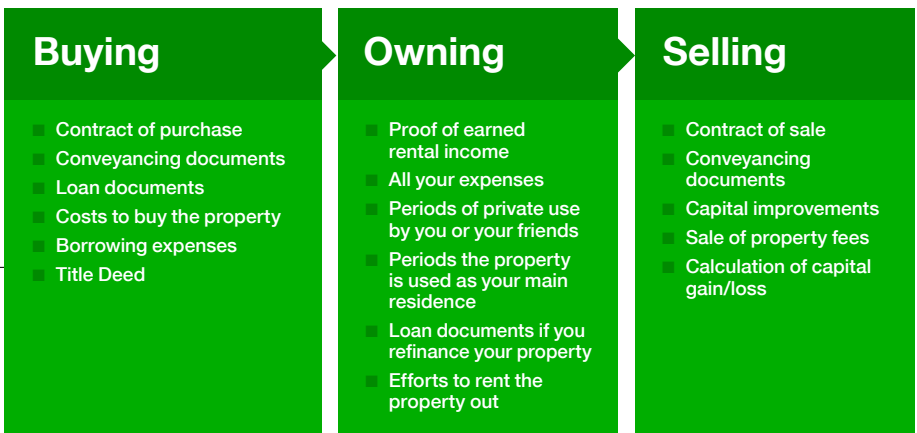 Buying
Contract of purchase
Conveyancing documents
Loan documents
Costs to buy the property
Borrowing expenses
Title Deed
Owning
Proof of earned
rental income
All your expenses
Periods of private use
by you or your friends
Periods the property
is used as your main
residence
Loan documents if you
refinance your property
Efforts to rent the
property out
Selling
Contract of sale
Conveyancing
documents
Capital improvements
Sale of property fees
Calculation of capital
gain/loss